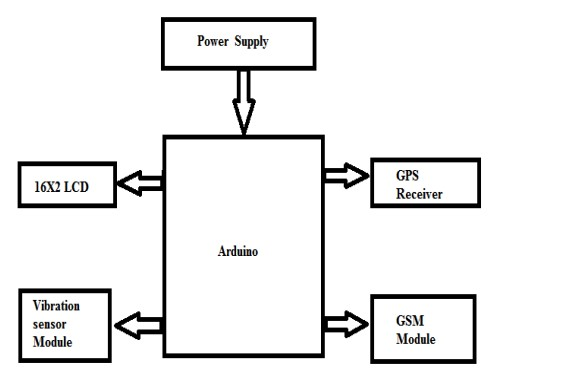 Power Supply
16X2 LCD
GPS
Receiver
Arduino
Vibration
sensor
Module
GSM
Module